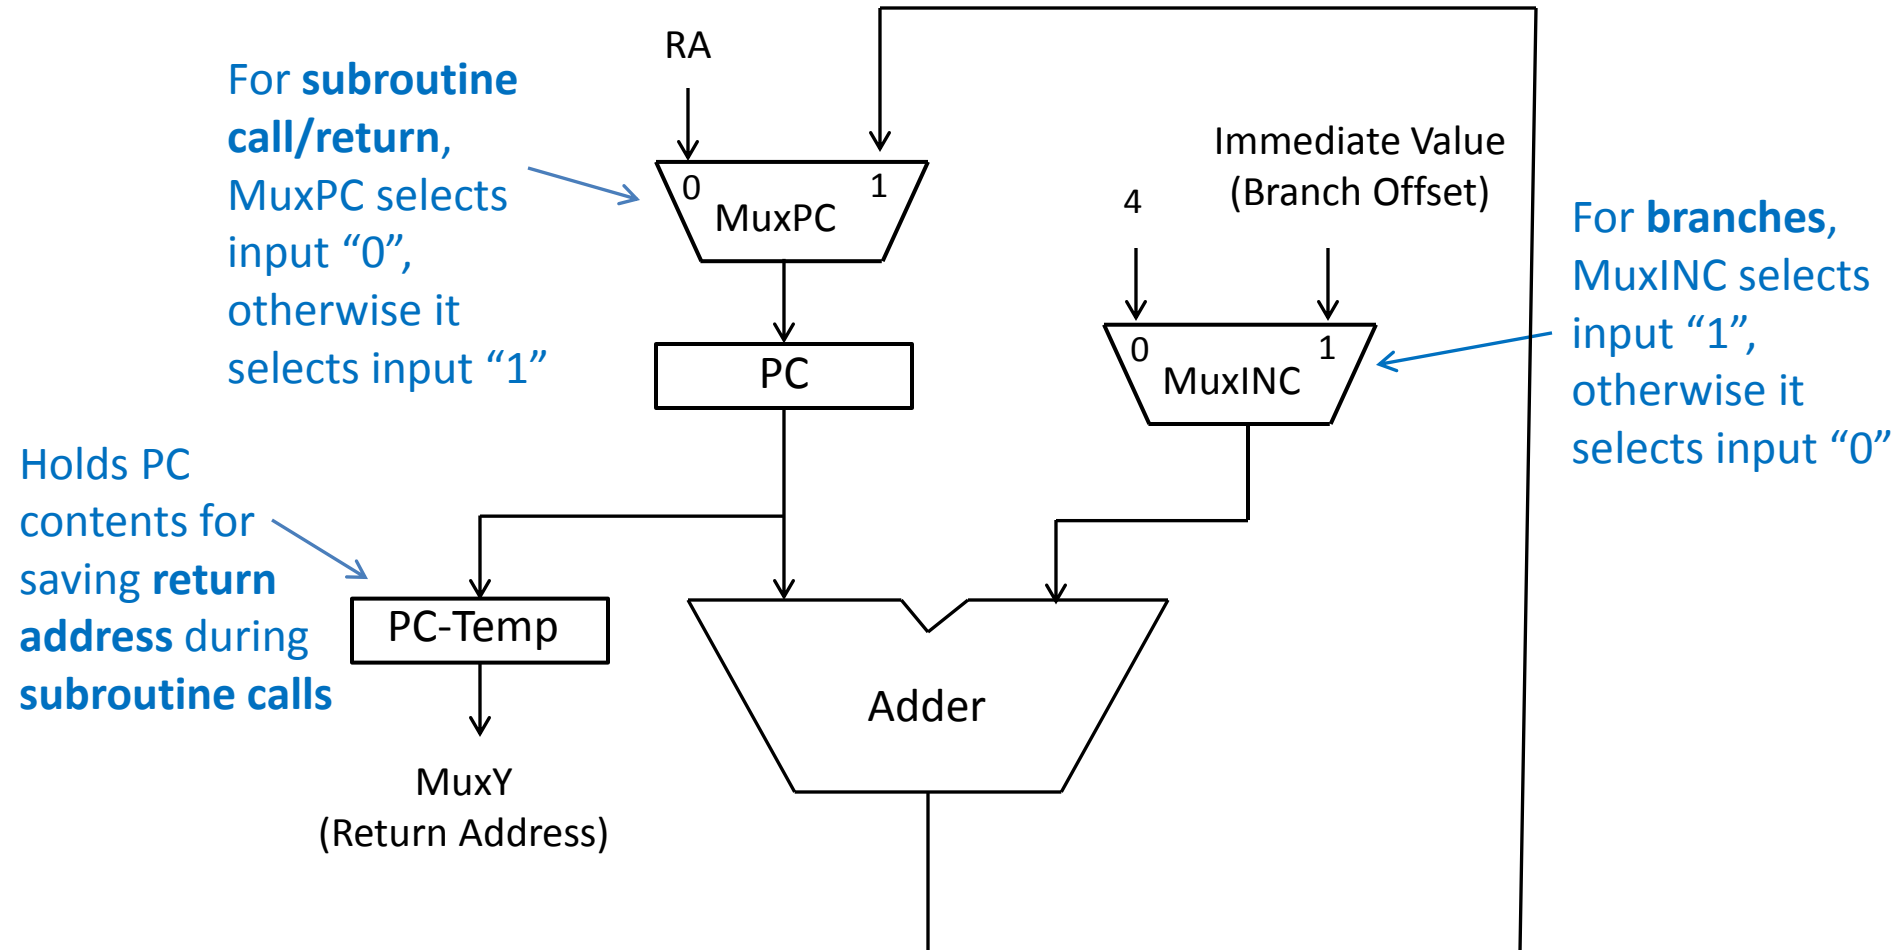 RA
For subroutine
call/return,
MuxPC selects
input “0”,
otherwise it
selects input “1”
0
1
MuxPC
Immediate Value
(Branch Offset)
4
For branches,
MuxINC selects
input “1”,
otherwise it
selects input “0”
0
1
MuxINC
PC
Holds PC
contents for
saving return
address during
subroutine calls
PC-Temp
Adder
MuxY
(Return Address)